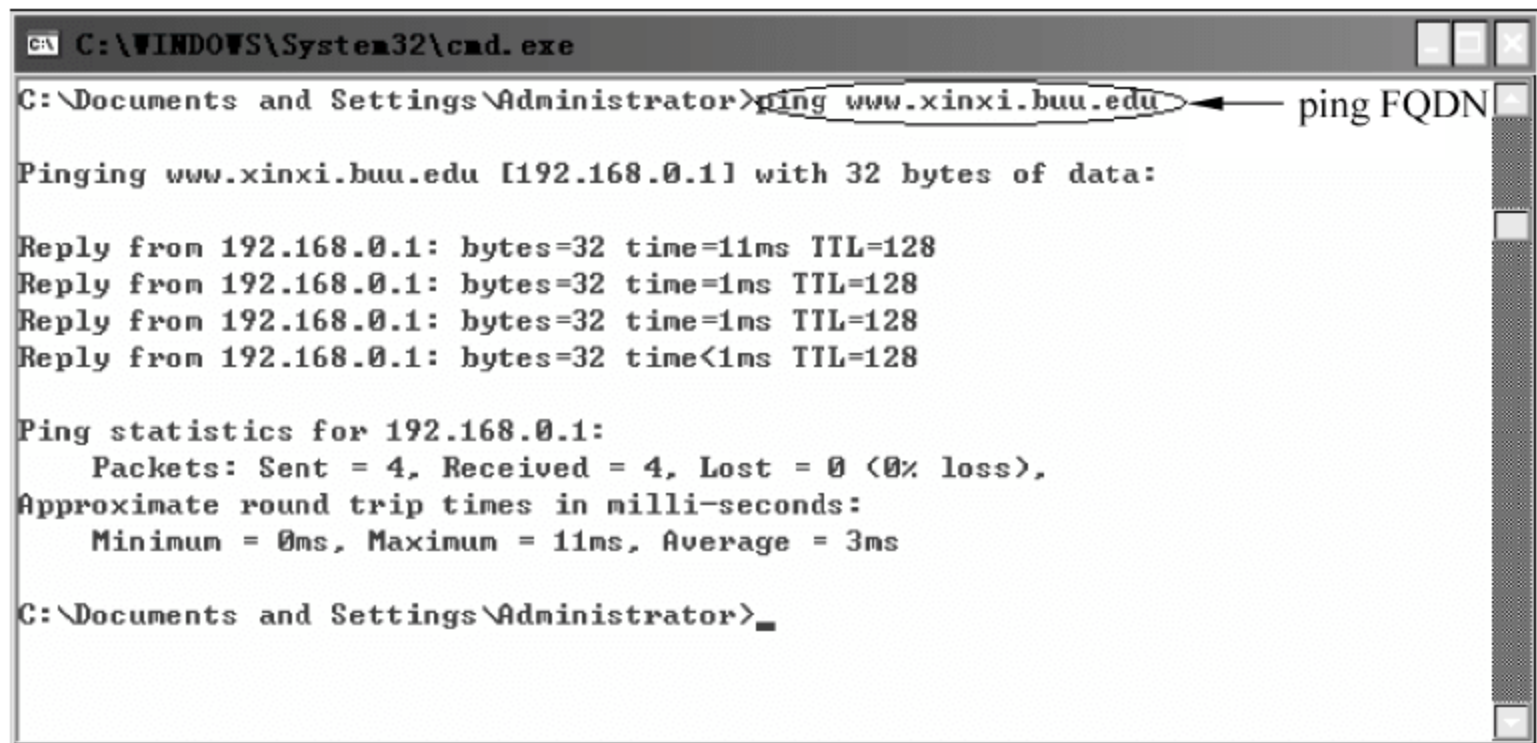 C:\WINDOWS\System32\cmd.exe
C:\Documents and Settings\Administrator>ping www.xinxi.buu.edu
ping FQDN
Pinging www.xinxi.buu.edu [192.168.0.1] with 32 bytes of data:
Reply from 192.168.0.1: bytes=32 time=11ms TTL=128
Reply from 192.168.0.1: bytes=32 time=1ms TTL=128
Reply from 192.168.0.1: bytes=32 time=1ms TTL=128
Reply from 192.168.0.1: bytes=32 time<1ms TTL=128
Ping statistics for 192.168.0.1:
Packets: Sent = 4, Received = 4, Lost = 0 (0% loss),
Approximate round trip times in milli-seconds:
Minimum = 0ms, Maximum = 11ms, Average = 3ms
C:\Documents and Settings\Administrator>_